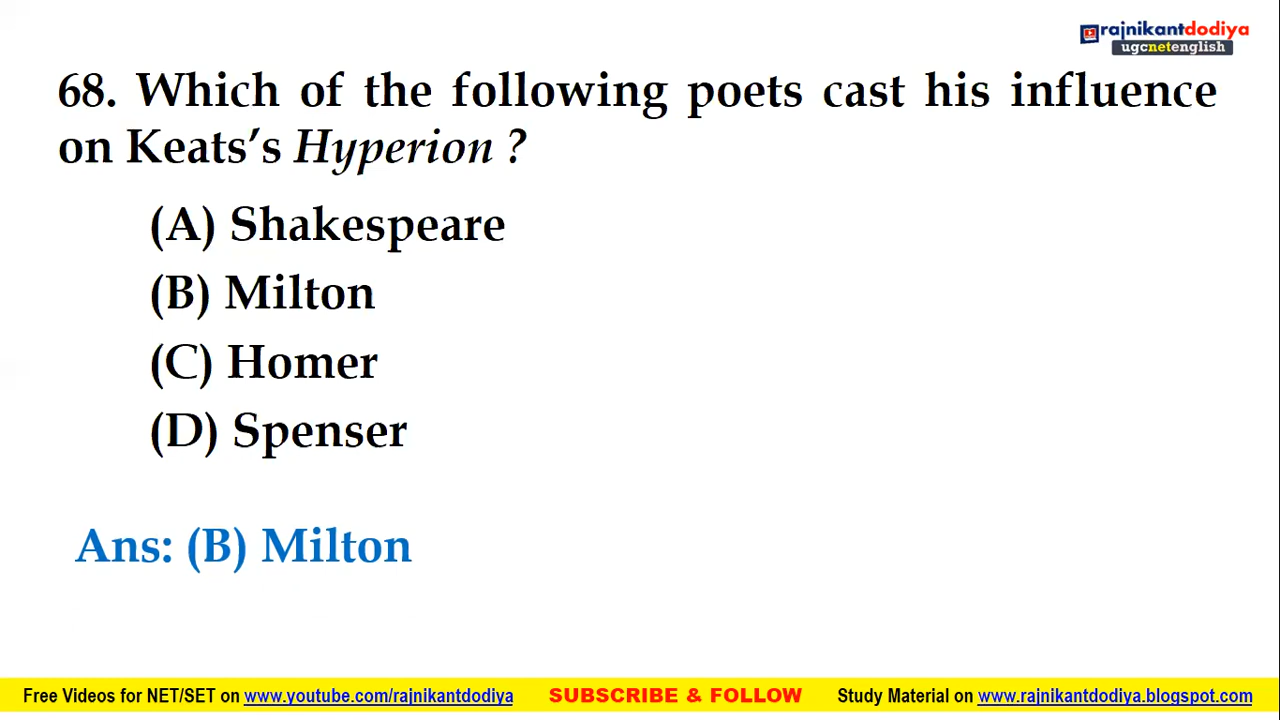 rajnikantdodiya
ugcnetenglish
68. Which of the following poets cast his influence
on Keats’s Hyperion ?
(A) Shakespeare
(B) Milton
(C) Homer
(D) Spenser
Ans: (B) Milton
Free Videos for NET/SET on www.youtube.com/rajnikantdodiya SUBSCRIBE & FOLLOW Study Material on www.rajnikantdodiya.blogspot.com